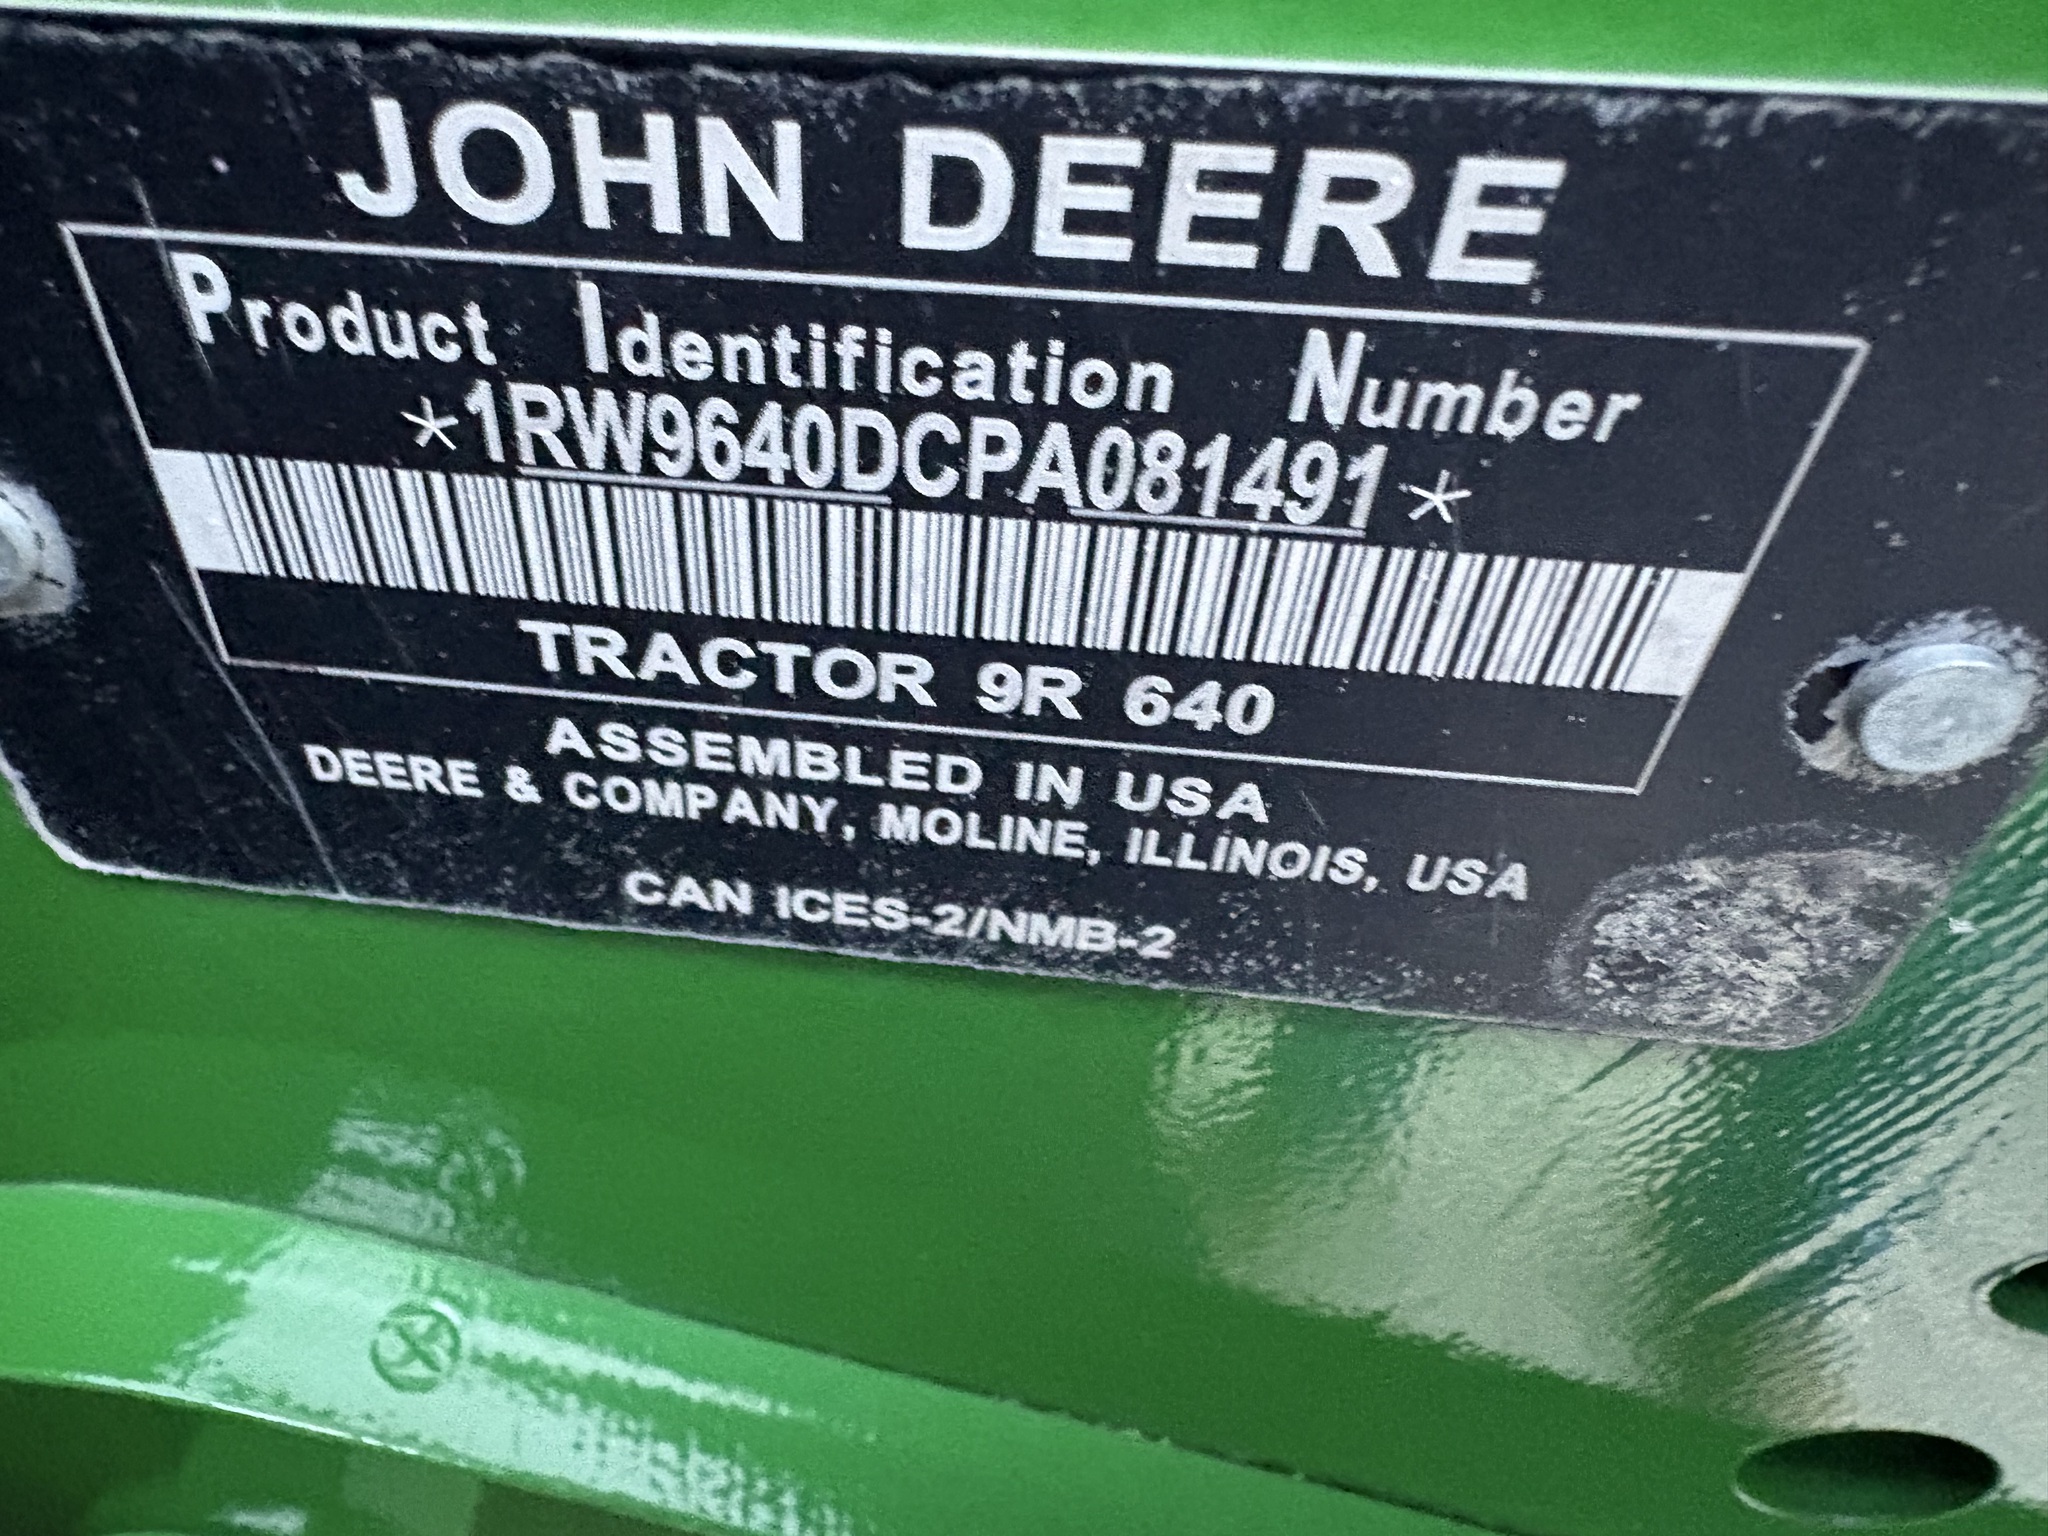 JOHN DEERE
Product Identification Number
*1RW9640DCPA081491*
TRACTOR 9R 640
ASSEMBLED IN USA
DEERE & COMPANY, MOLINE, ILLINOIS, USA
CAN ICES-2/NMB-2